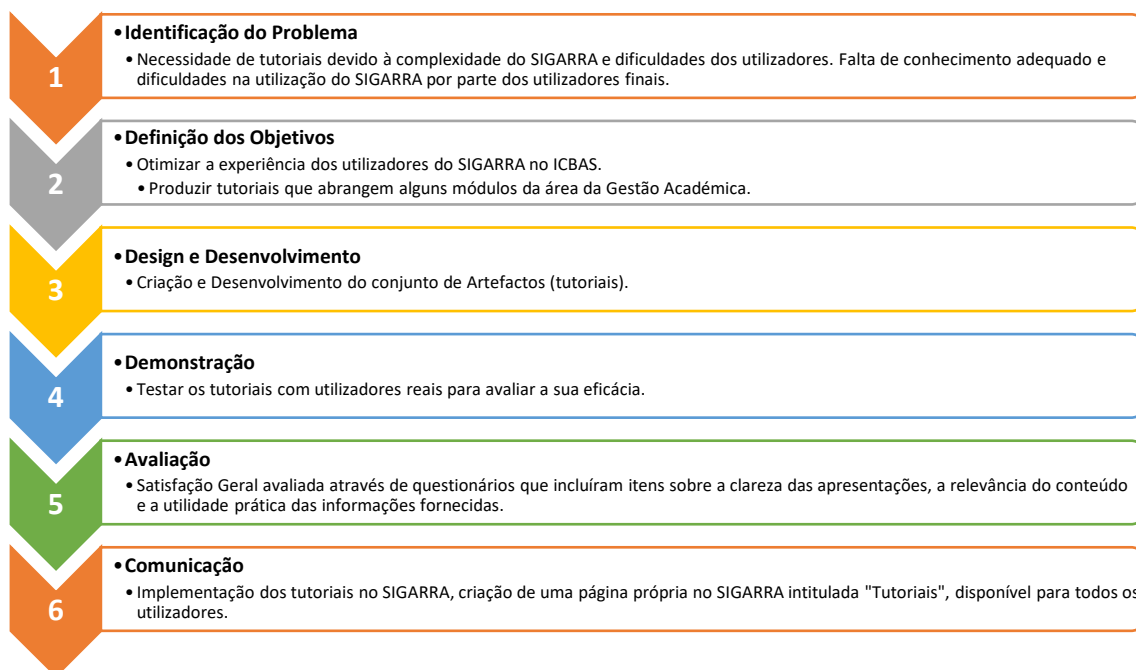 1
• Identificação do Problema
• Necessidade de tutoriais devido à complexidade do SIGARRA e dificuldades dos utilizadores. Falta de conhecimento adequado e
dificuldades na utilização do SIGARRA por parte dos utilizadores finais.
2
• Definição dos Objetivos
• Otimizar a experiência dos utilizadores do SIGARRA no ICBAS.
• Produzir tutoriais que abrangem alguns módulos da área da Gestão Académica.
3
• Design e Desenvolvimento
• Criação e Desenvolvimento do conjunto de Artefactos (tutoriais).
4
• Demonstração
• Testar os tutoriais com utilizadores reais para avaliar a sua eficácia.
5
• Avaliação
• Satisfação Geral avaliada através de questionários que incluíram itens sobre a clareza das apresentações, a relevância do conteúdo
e a utilidade prática das informações fornecidas.
6
• Comunicação
• Implementação dos tutoriais no SIGARRA, criação de uma página própria no SIGARRA intitulada "Tutoriais", disponível para todos os
utilizadores.